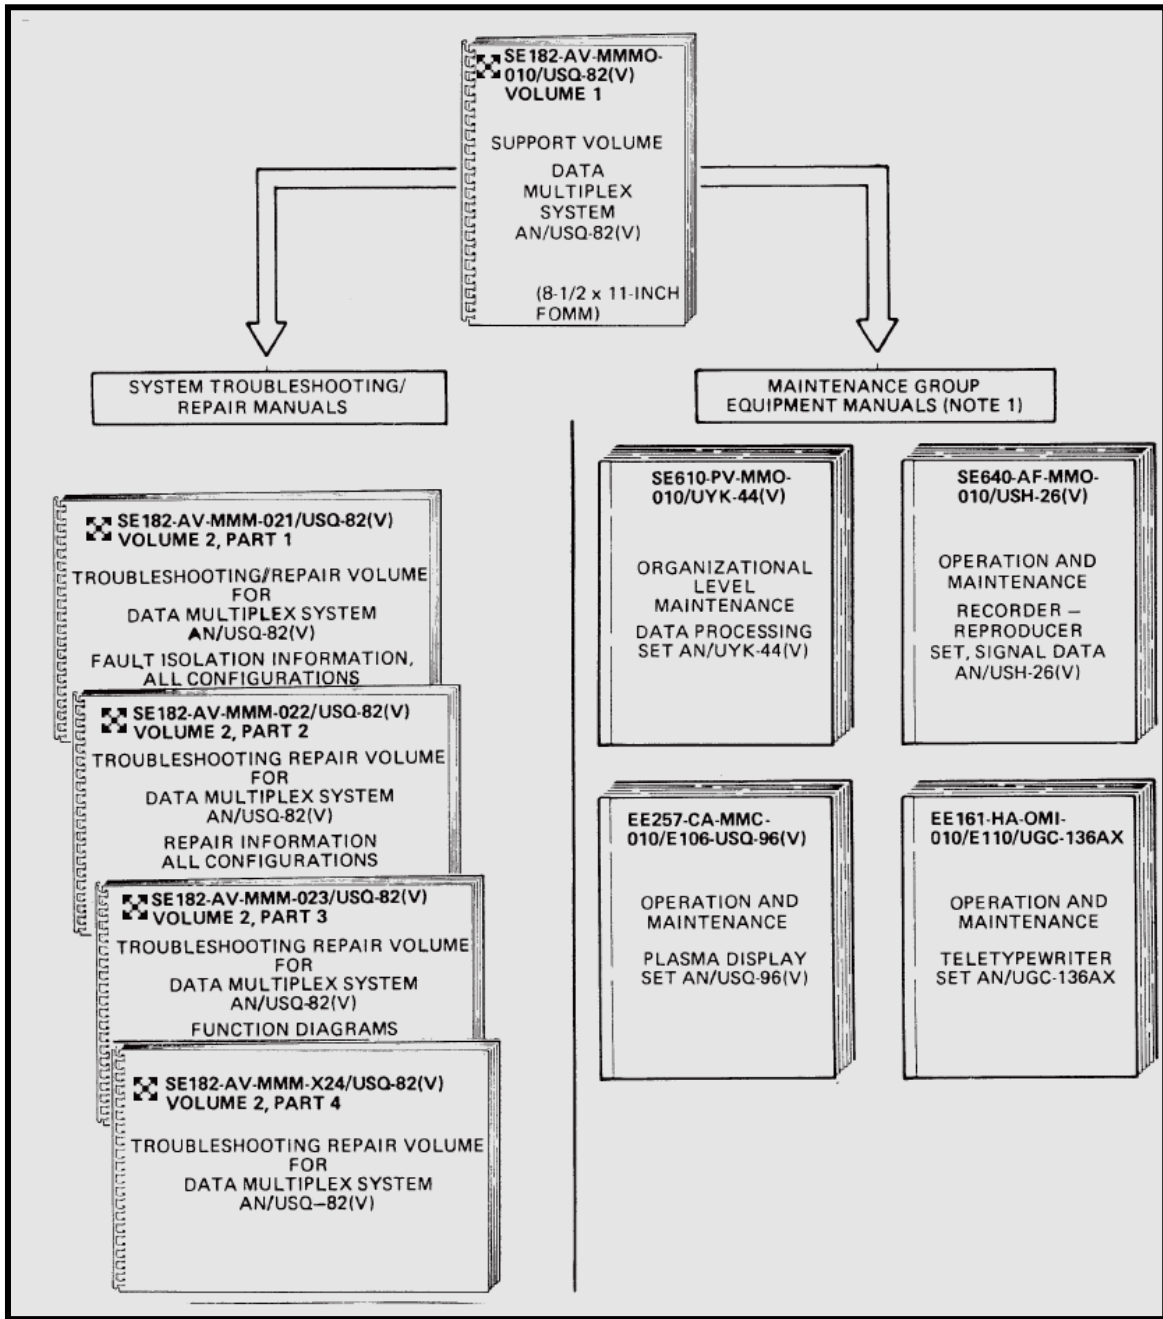 SE182-AV-MMMO-
010/USQ-82(V)
VOLUME 1
SUPPORT VOLUME
DATA
MULTIPLEX
SYSTEM
AN/USQ-82(V)
(8-1/2 x 11-INCH
FOMM)
SYSTEM TROUBLESHOOTING/
REPAIR MANUALS
SE182-AV-MMM-021/USQ-82(V)
VOLUME 2, PART 1
TROUBLESHOOTING/REPAIR VOLUME
FOR
DATA MULTIPLEX SYSTEM
AN/USQ-82(V)
FAULT ISOLATION INFORMATION,
ALL CONFIGURATIONS
SE182-AV-MMM-022/USQ-82(V)
VOLUME 2, PART 2
TROUBLESHOOTING REPAIR VOLUME
FOR
DATA MULTIPLEX SYSTEM
AN/USQ-82(V)
REPAIR INFORMATION
ALL CONFIGURATIONS
SE182-AV-MMM-023/USQ-82(V)
VOLUME 2, PART 3
TROUBLESHOOTING REPAIR VOLUME
FOR
DATA MULTIPLEX SYSTEM
AN/USQ-82(V)
FUNCTION DIAGRAMS
SE182-AV-MMM-X24/USQ-82(V)
VOLUME 2, PART 4
TROUBLESHOOTING REPAIR VOLUME
FOR
DATA MULTIPLEX SYSTEM
AN/USQ–82(V)
MAINTENANCE GROUP
EQUIPMENT MANUALS (NOTE 1)
SE610-PV-MMO-
010/UYK-44(V)
ORGANIZATIONAL
LEVEL
MAINTENANCE
DATA PROCESSING
SET AN/UYK-44(V)
SE640-AF-MMO-
010/USH-26(V)
OPERATION AND
MAINTENANCE
RECORDER –
REPRODUCER
SET, SIGNAL DATA
AN/USH-26(V)
EE257-CA-MMC-
010/E106-USQ-96(V)
OPERATION AND
MAINTENANCE
PLASMA DISPLAY
SET AN/USQ-96(V)
EE161-HA-OMI-
010/E110/UGC-136AX
OPERATION AND
MAINTENANCE
TELETYPEWRITER
SET AN/UGC-136AX